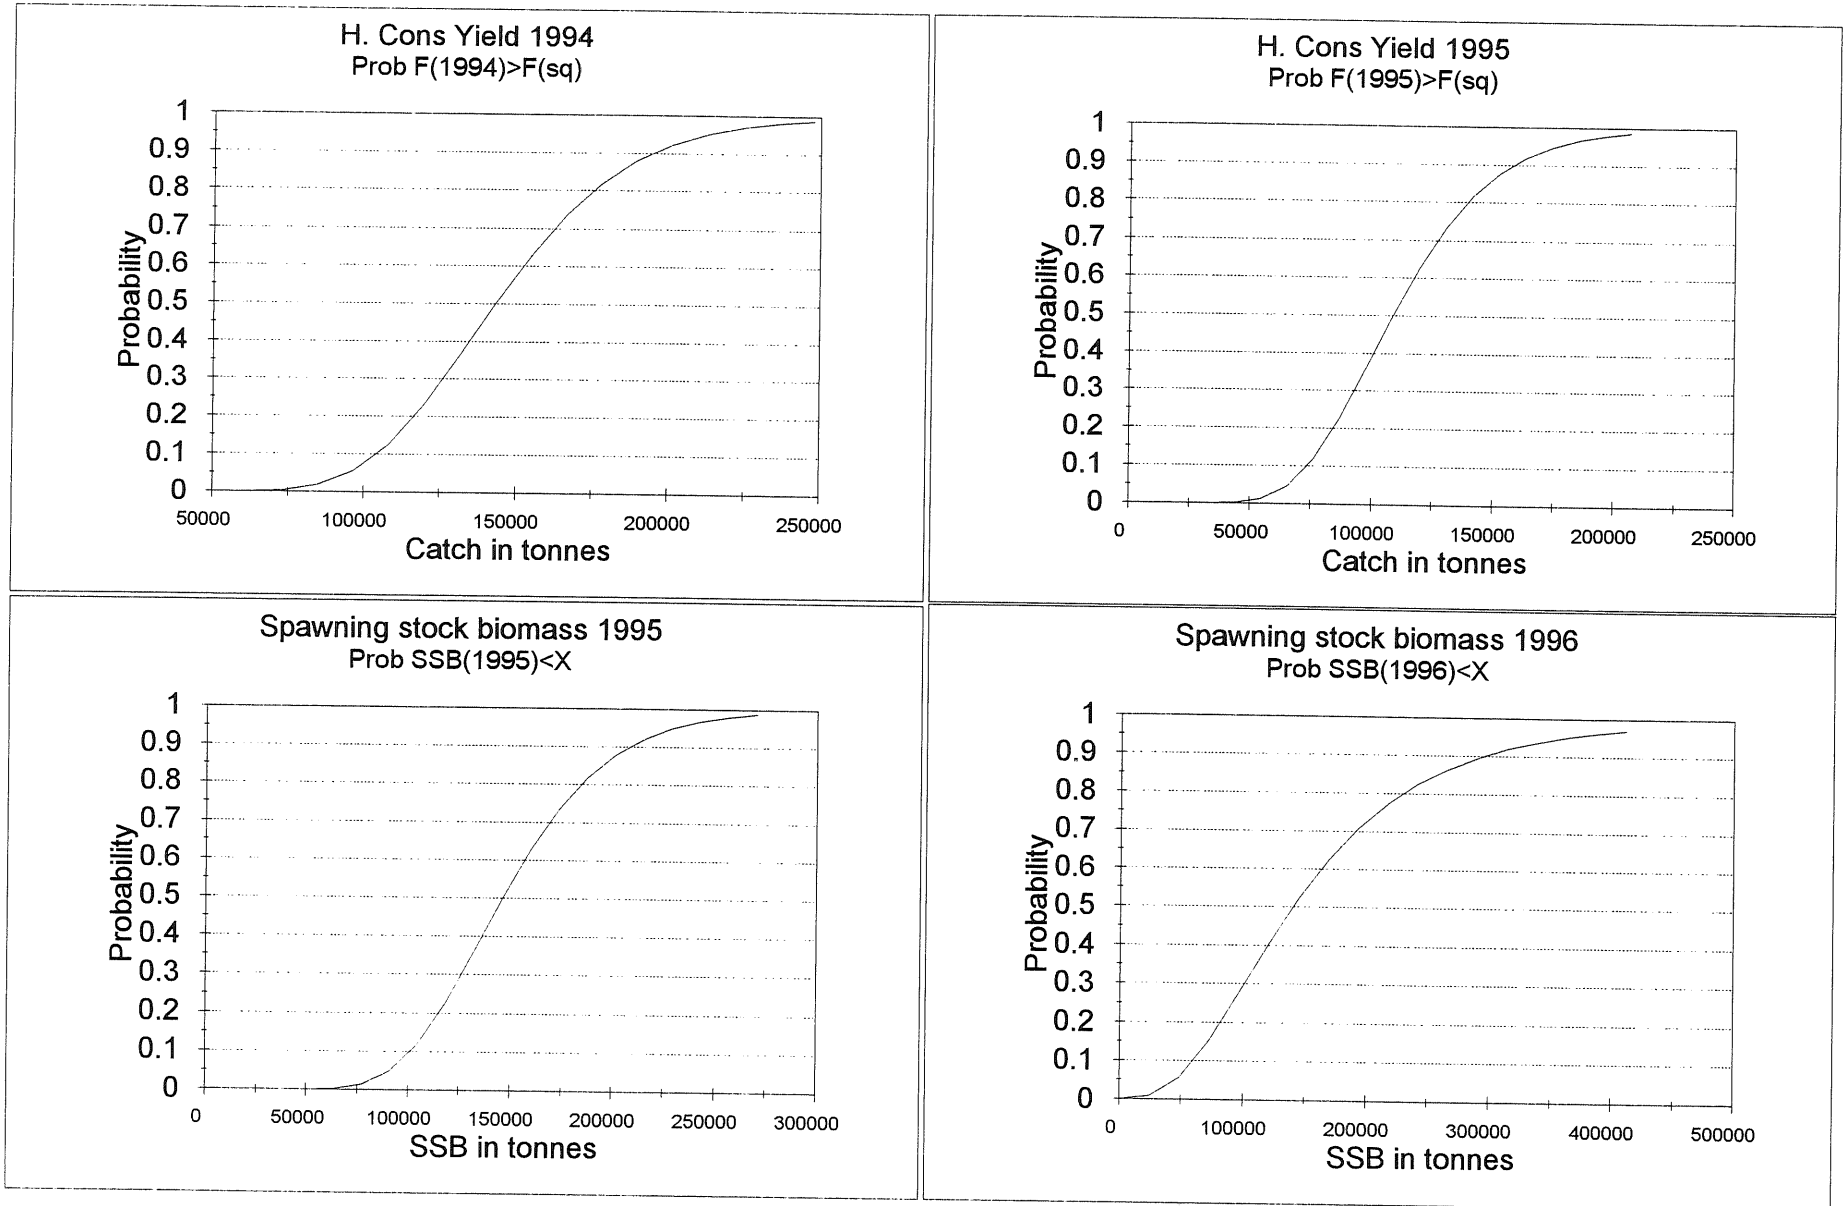 H. Cons Yield 1994
Prob F(1994)>F(sq)
1
0.9
0.8
0.7
0.6
0.5
0.4
0.3
0.2
0.1
0
Probability
50000 100000 150000 200000 250000
Catch in tonnes
H. Cons Yield 1995
Prob F(1995)>F(sq)
1
0.9
0.8
0.7
0.6
0.5
0.4
0.3
0.2
0.1
0
Probability
0 50000 100000 150000 200000 250000
Catch in tonnes
Spawning stock biomass 1995
Prob SSB(1995)<X
1
0.9
0.8
0.7
0.6
0.5
0.4
0.3
0.2
0.1
0
Probability
0 50000 100000 150000 200000 250000 300000
SSB in tonnes
Spawning stock biomass 1996
Prob SSB(1996)<X
1
0.9
0.8
0.7
0.6
0.5
0.4
0.3
0.2
0.1
0
Probability
0 100000 200000 300000 400000 500000
SSB in tonnes